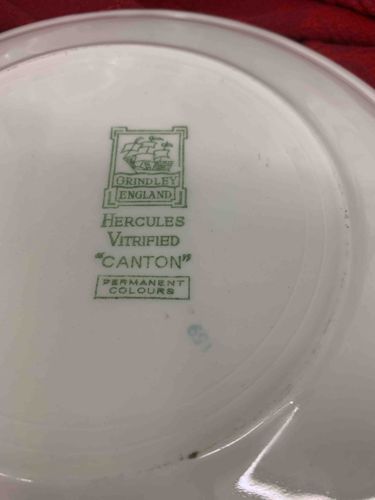 GRINDLEY
ENGLAND
HERCULES
VITRIFIED
"CANTON"
PERMANENT
COLOURS